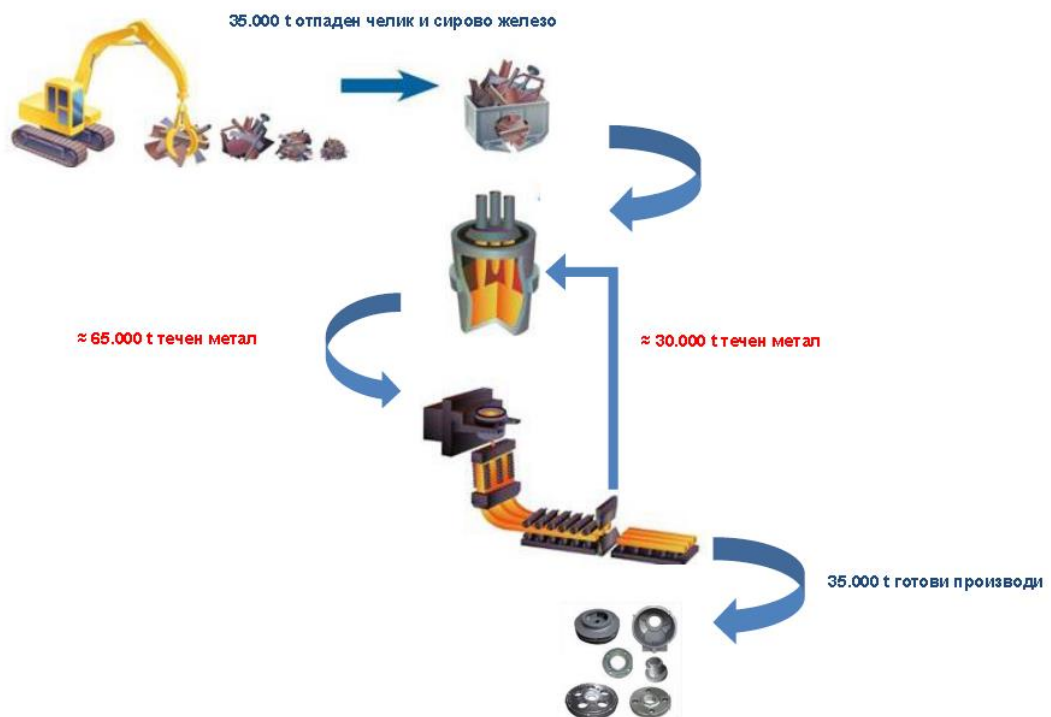 35.000 t отпаден челик и сирово железо
≈ 65.000 t течен метал
≈ 30.000 t течен метал
35.000 t готови производи